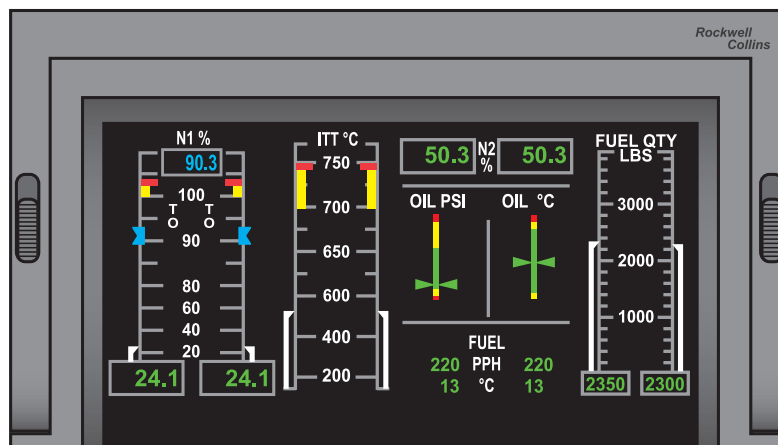 Rockwell
Collins
N1 %
90.3
100
T T
O O
90
80
60
40
20
24.1 24.1
ITT °C
750
700
650
600
400
200
50.3 N2 % 50.3
OIL PSI OIL °C
FUEL
220 PPH 220
13 °C 13
FUEL QTY
LBS
3000
2000
1000
2350 2300